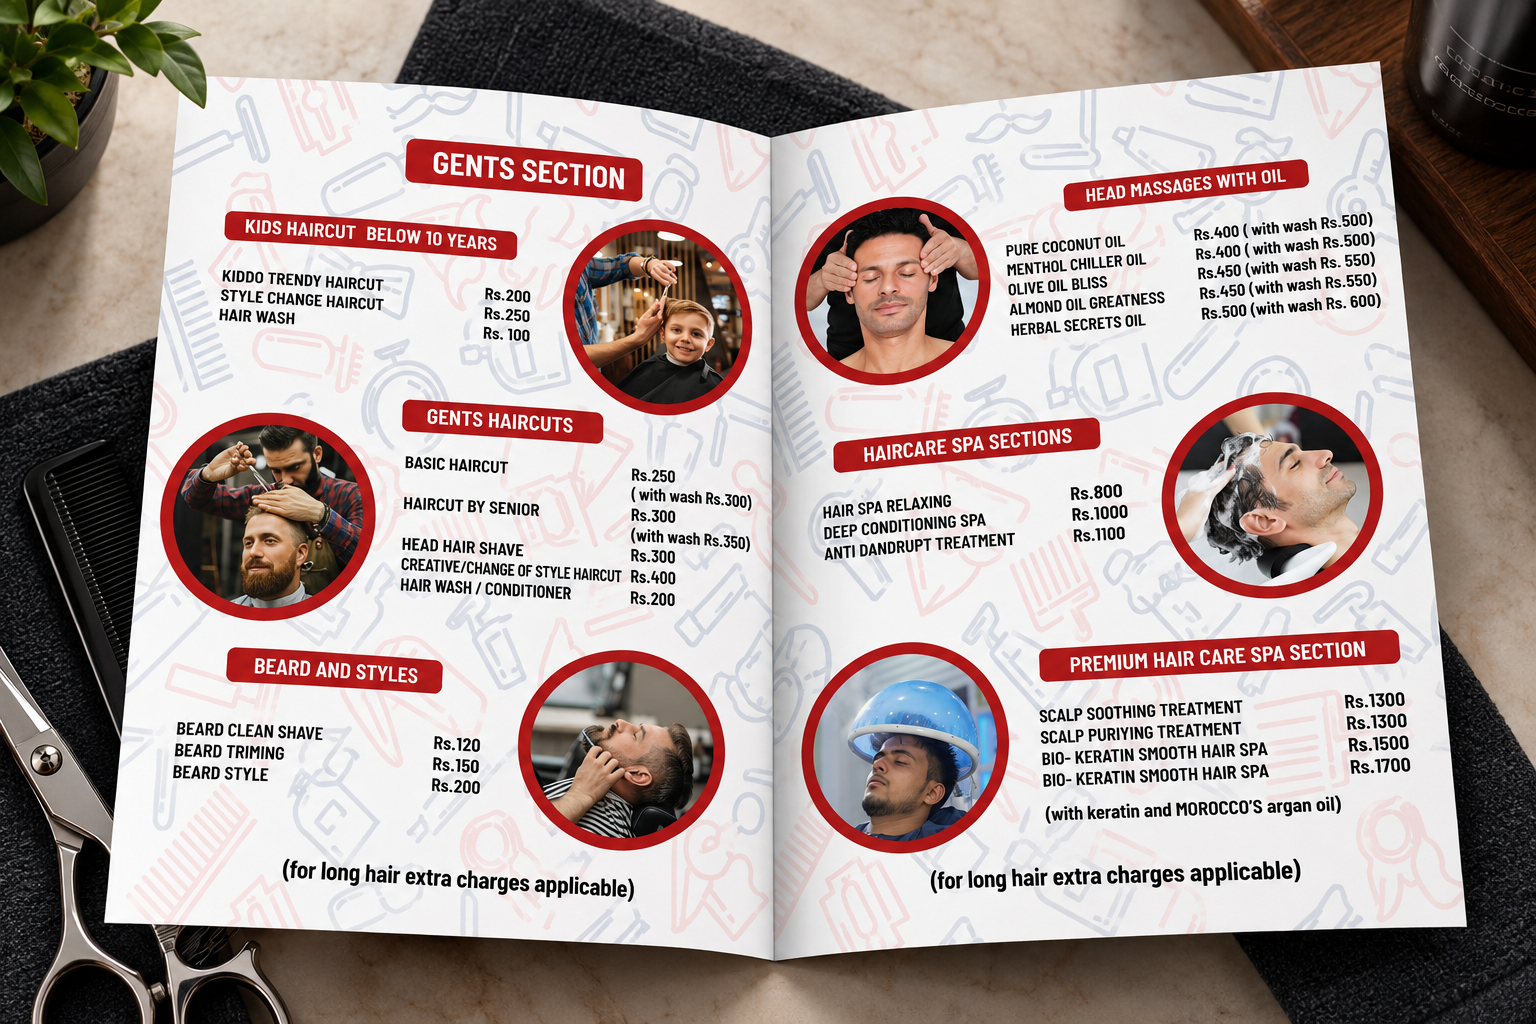 GENTS SECTION
KIDS HAIRCUT BELOW 10 YEARS
KIDDO TRENDY HAIRCUT Rs.200
STYLE CHANGE HAIRCUT Rs.250
HAIR WASH Rs. 100
GENTS HAIRCUTS
BASIC HAIRCUT Rs.250
( with wash Rs.300)
HAIRCUT BY SENIOR Rs.300
(with wash Rs.350)
HEAD HAIR SHAVE Rs.300
CREATIVE/CHANGE OF STYLE HAIRCUT Rs.400
HAIR WASH / CONDITIONER Rs.200
BEARD AND STYLES
BEARD CLEAN SHAVE Rs.120
BEARD TRIMING Rs.150
BEARD STYLE Rs.200
(for long hair extra charges applicable)
HEAD MASSAGES WITH OIL
PURE COCONUT OIL Rs.400 ( with wash Rs.500)
MENTHOL CHILLER OIL Rs.400 ( with wash Rs.500)
OLIVE OIL BLISS Rs.450 (with wash Rs. 550)
ALMOND OIL GREATNESS Rs.450 (with wash Rs.550)
HERBAL SECRETS OIL Rs.500 (with wash Rs. 600)
HAIRCARE SPA SECTIONS
HAIR SPA RELAXING Rs.800
DEEP CONDITIONING SPA Rs.1000
ANTI DANDRUPT TREATMENT Rs.1100
PREMIUM HAIR CARE SPA SECTION
SCALP SOOTHING TREATMENT Rs.1300
SCALP PURIYING TREATMENT Rs.1300
BIO- KERATIN SMOOTH HAIR SPA Rs.1500
BIO- KERATIN SMOOTH HAIR SPA Rs.1700
(with keratin and MOROCCO'S argan oil)
(for long hair extra charges applicable)